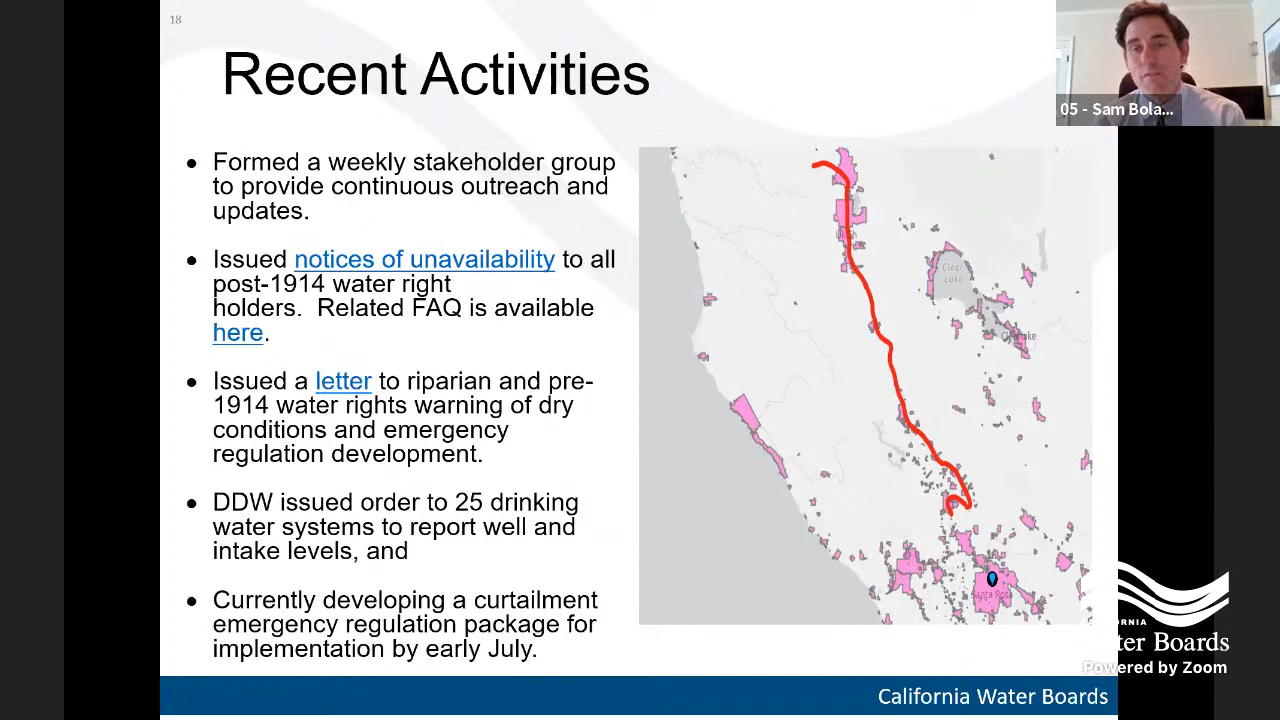 18
Recent Activities
05 - Sam Bola...
• Formed a weekly stakeholder group
to provide continuous outreach and
updates.
• Issued notices of unavailability to all
post-1914 water right
holders.  Related FAQ is available
here.
• Issued a letter to riparian and pre-
1914 water rights warning of dry
conditions and emergency
regulation development.
• DDW issued order to 25 drinking
water systems to report well and
intake levels, and
• Currently developing a curtailment
emergency regulation package for
implementation by early July.
Clear
Lake
Clearlake
Santa Rosa
Water Boards
Powered by Zoom
California Water Boards